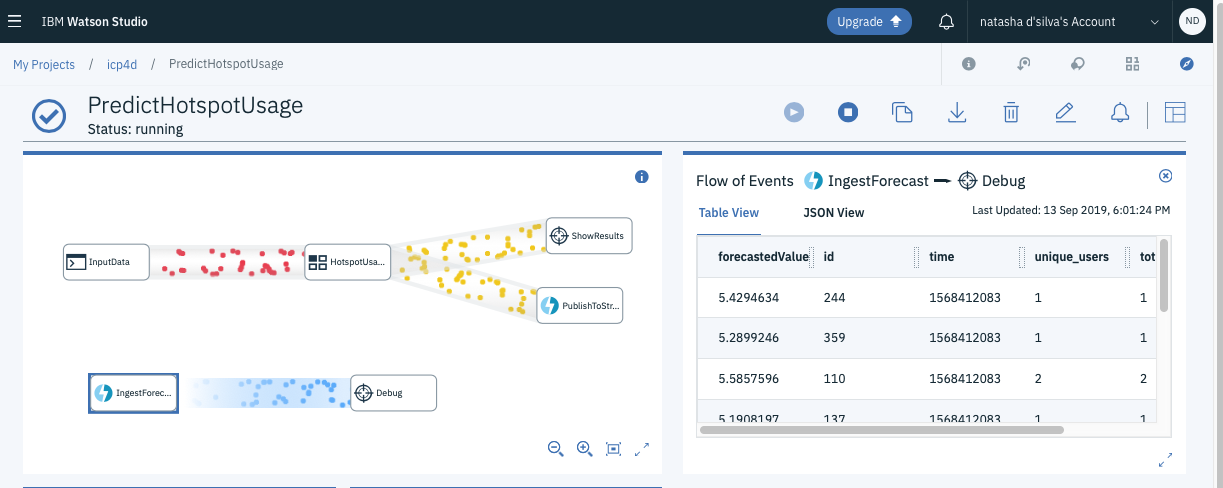 IBM Watson Studio
Upgrade
natasha d'silva's Account
ND
My Projects / icp4d / PredictHotspotUsage
PredictHotspotUsage
Status: running
InputData
HotspotUsa...
ShowResults
PublishToStr...
IngestForec...
Debug
Flow of Events IngestForecast Debug
Table View JSON View Last Updated: 13 Sep 2019, 6:01:24 PM
forecastedValue id time unique_users tot
5.4294634 244 1568412083 1 1
5.2899246 359 1568412083 1 1
5.5857596 110 1568412083 2 2
5.1908197 137 1568412083 1 1